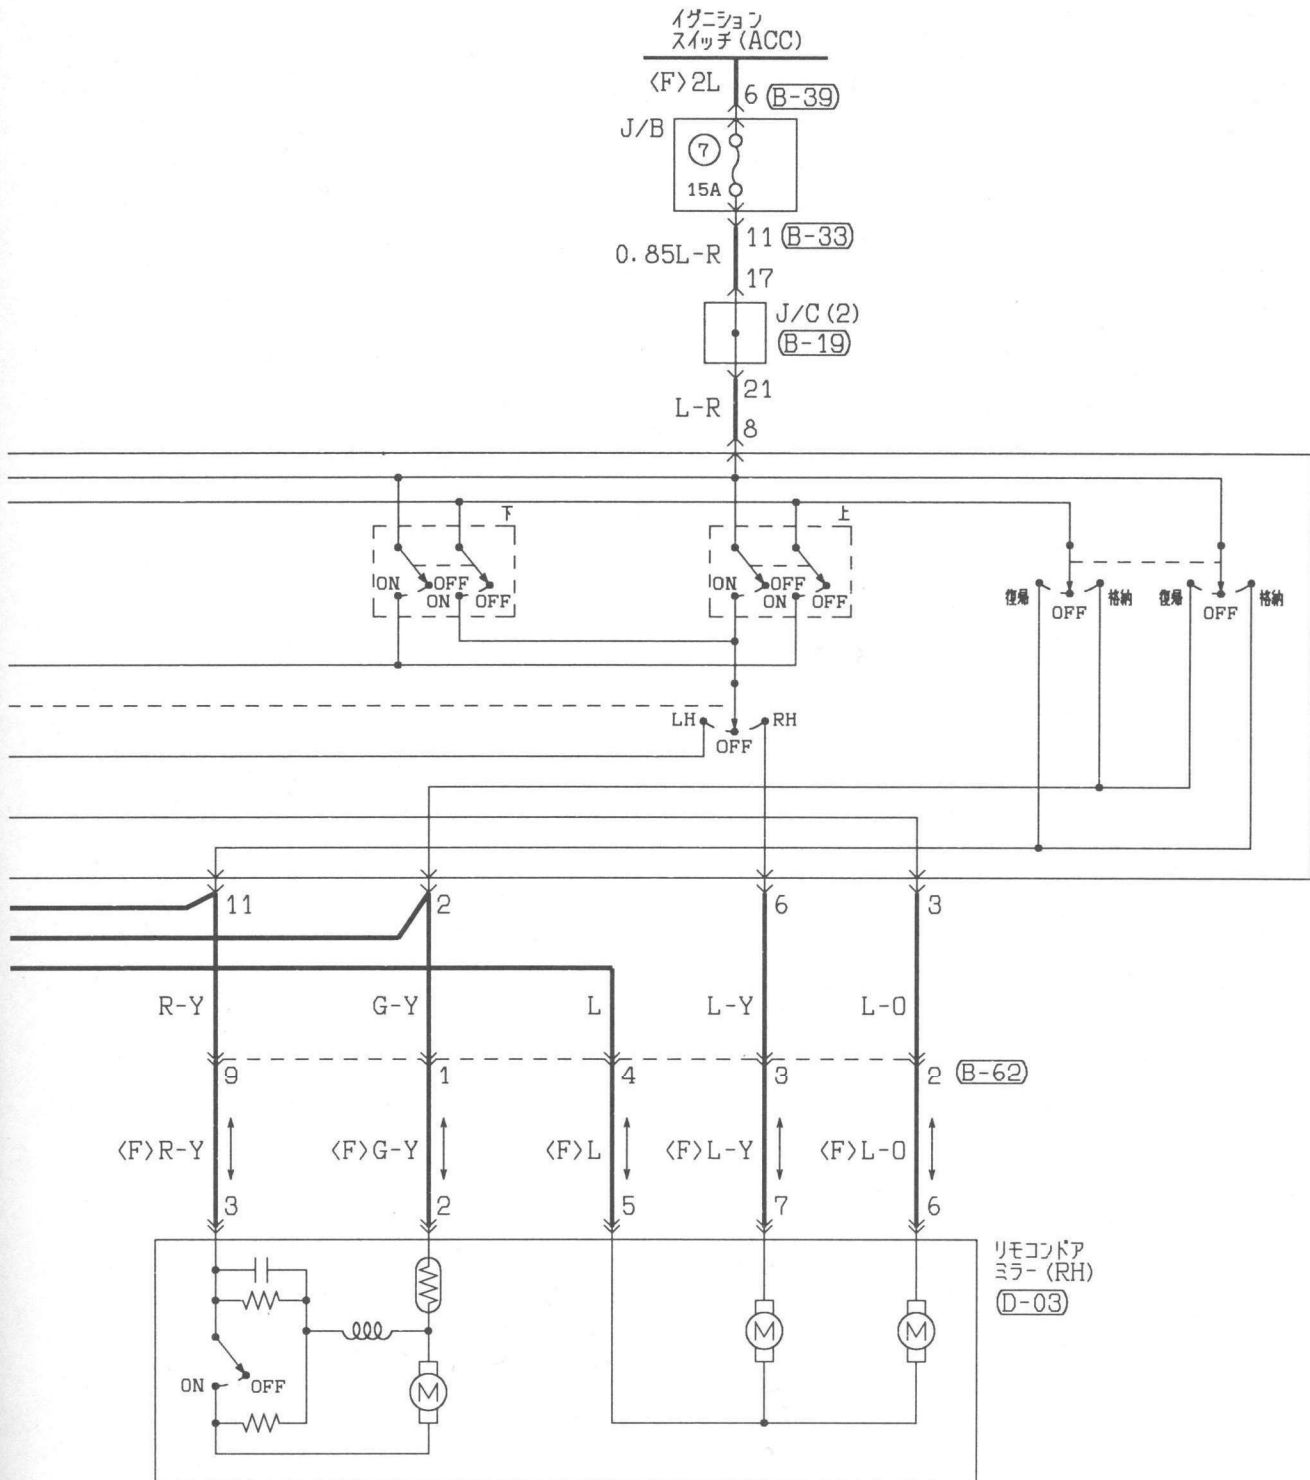 イグニション
スイッチ(ACC)
〈F〉2L
6 (B-39)
J/B
7
15A
11 (B-33)
0.85L-R
17
J/C(2)
(B-19)
21
L-R
8
下 上
ON OFF ON OFF
ON OFF ON OFF
復帰 OFF 格納 復帰 OFF 格納
LH RH
OFF
11 2 6 3
R-Y G-Y L L-Y L-O
9 1 4 3 2 (B-62)
〈F〉R-Y 〈F〉G-Y 〈F〉L 〈F〉L-Y 〈F〉L-O
3 2 5 7 6
リモコンドア
ミラー(RH)
(D-03)
M M
ON OFF M